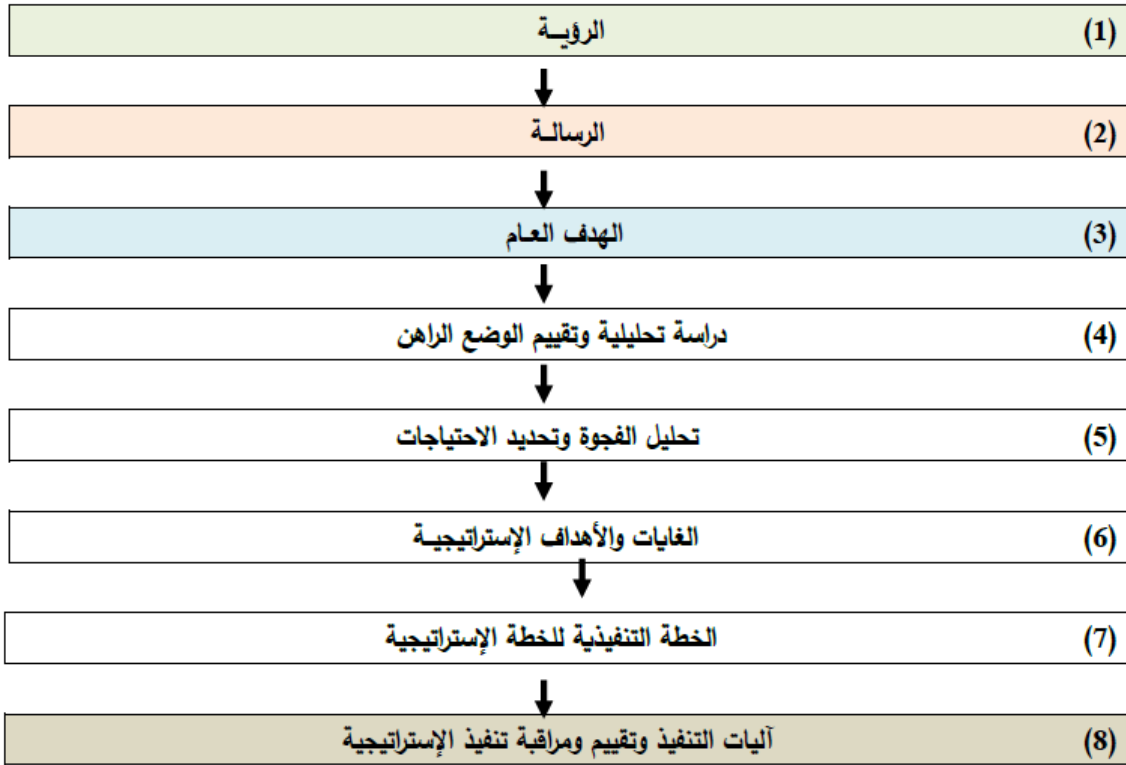 (1) الرؤيــة
(2) الرسالـة
(3) الهدف العـام
(4) دراسة تحليلية وتقييم الوضع الراهن
(5) تحليل الفجوة وتحديد الاحتياجات
(6) الغايات والأهداف الإستراتيجيـة
(7) الخطة التنفيذية للخطة الإستراتيجية
(8) آليات التنفيذ وتقييم ومراقبة تنفيذ الإستراتيجية